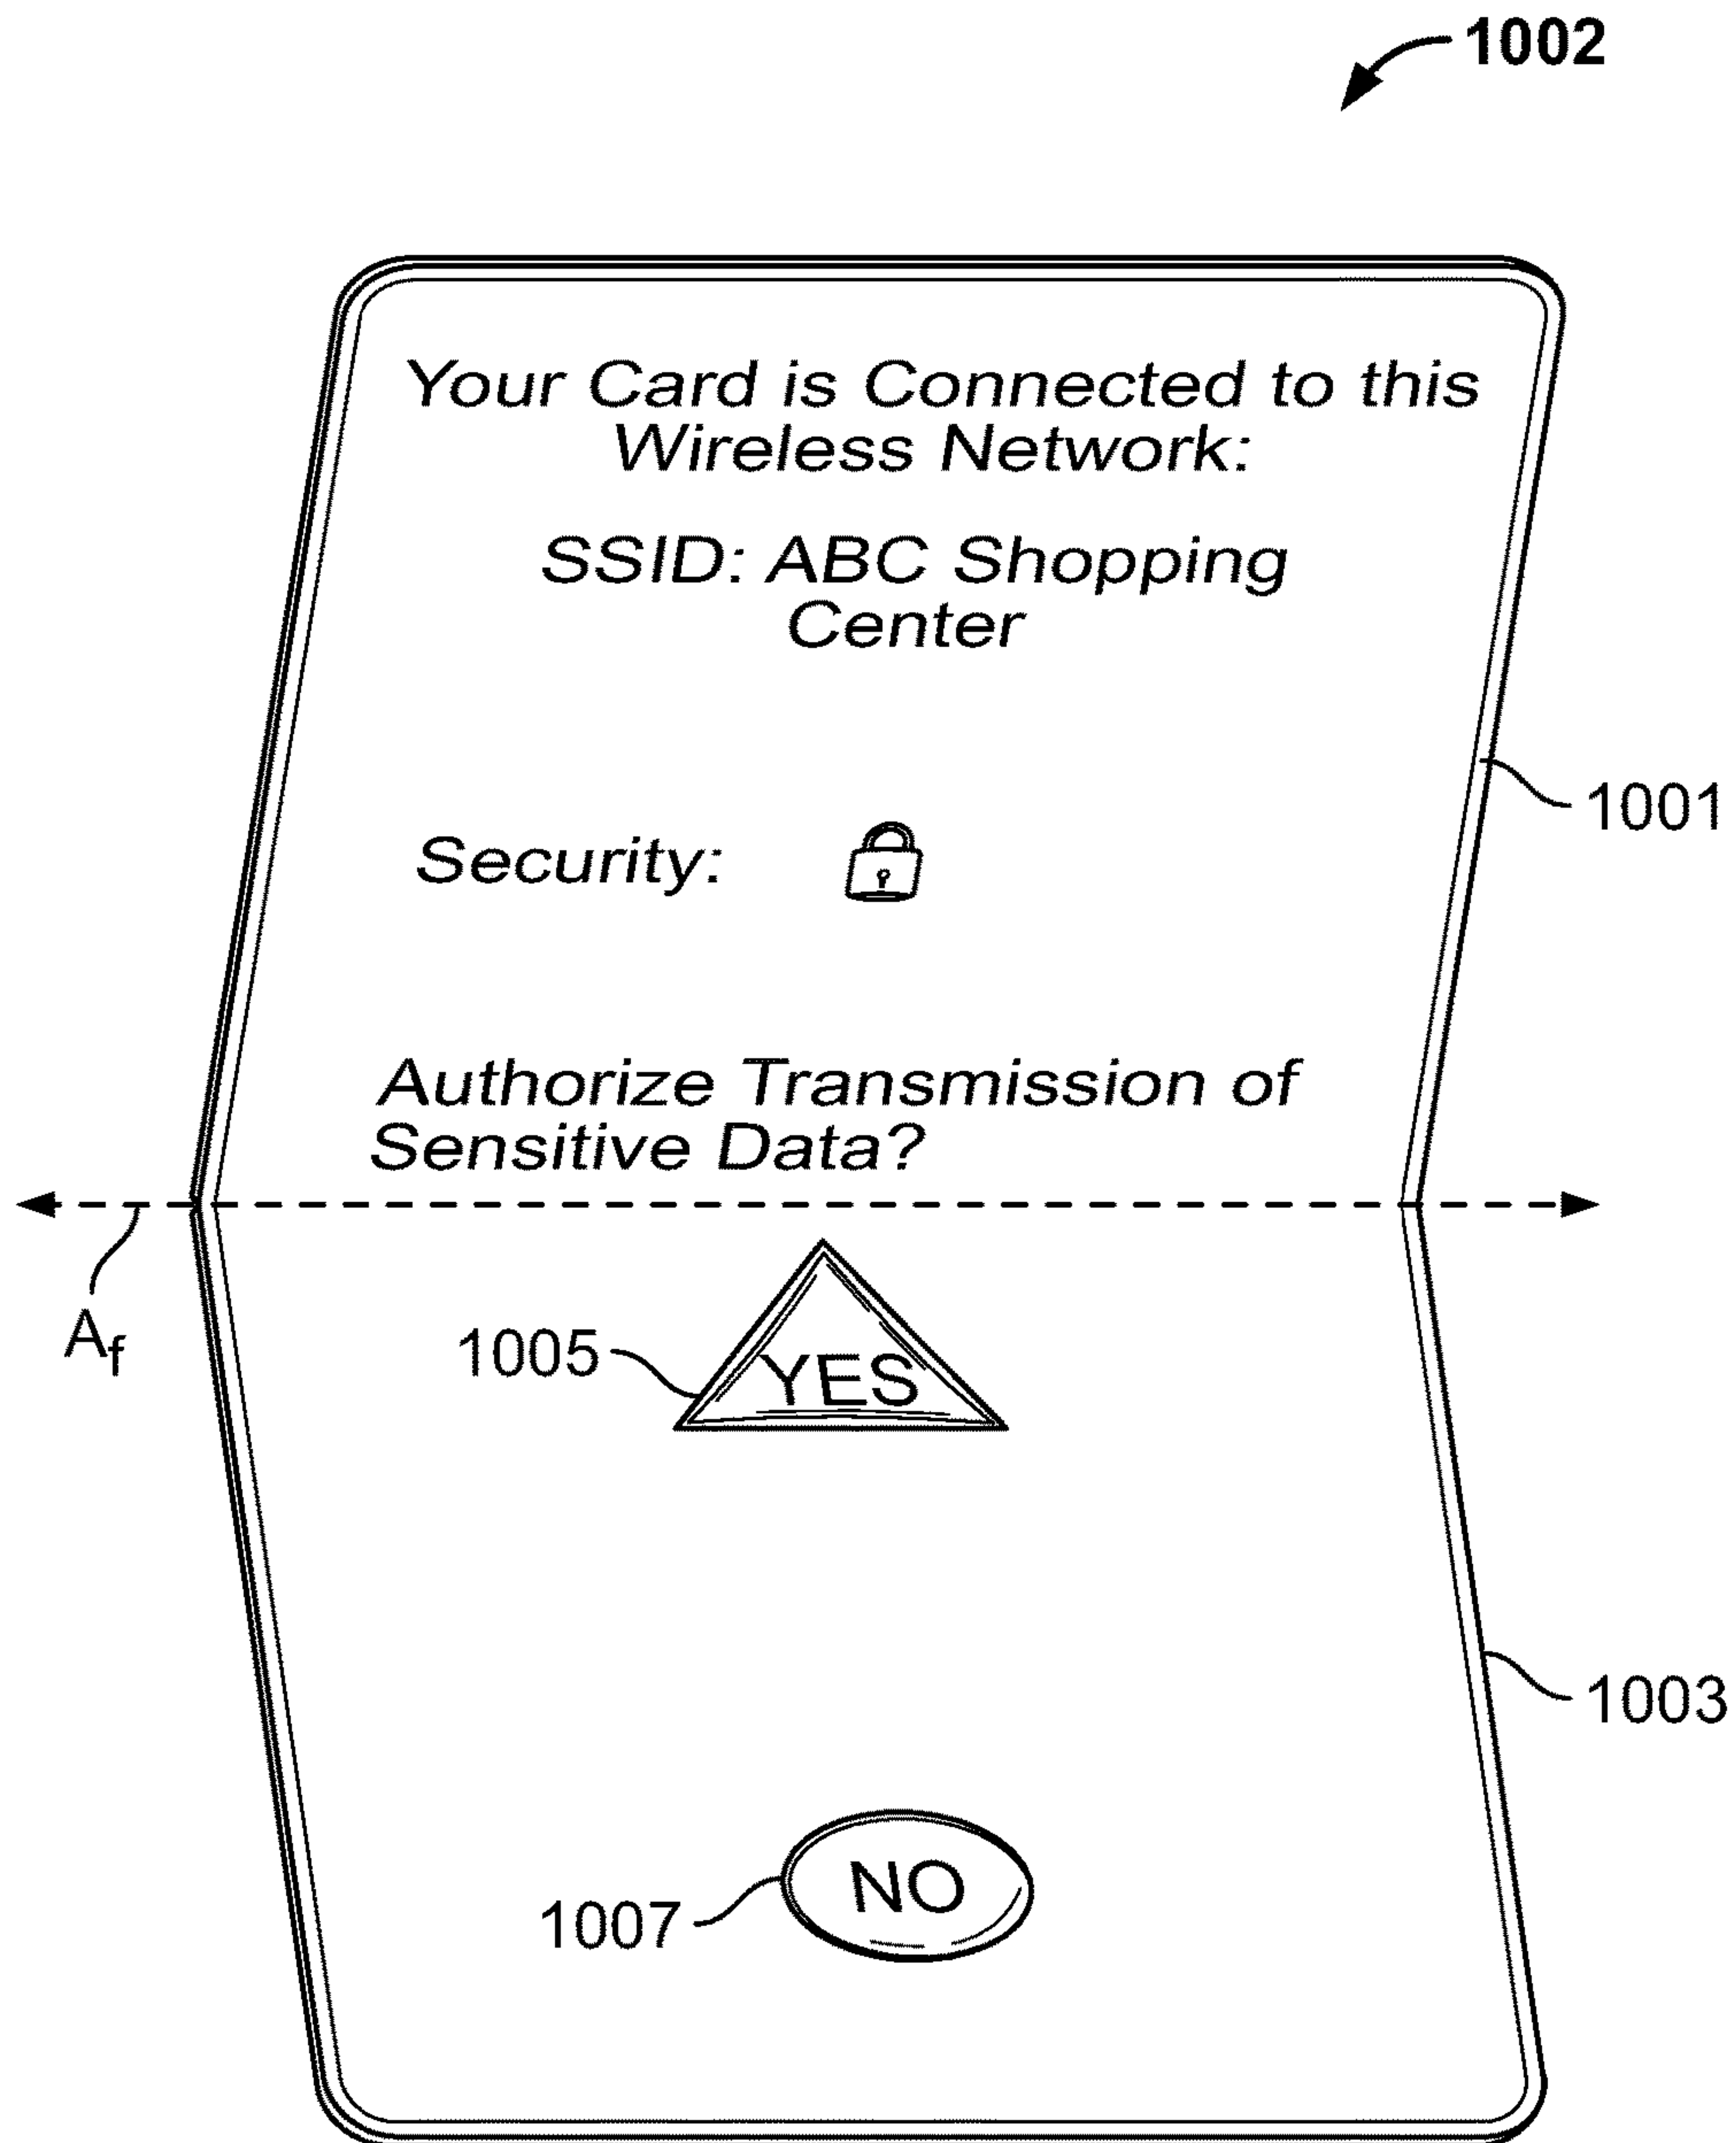 1002
Your Card is Connected to this
Wireless Network:
SSID: ABC Shopping
Center
1001
Security:
Authorize Transmission of
Sensitive Data?
Af
1005
YES
1003
1007
NO